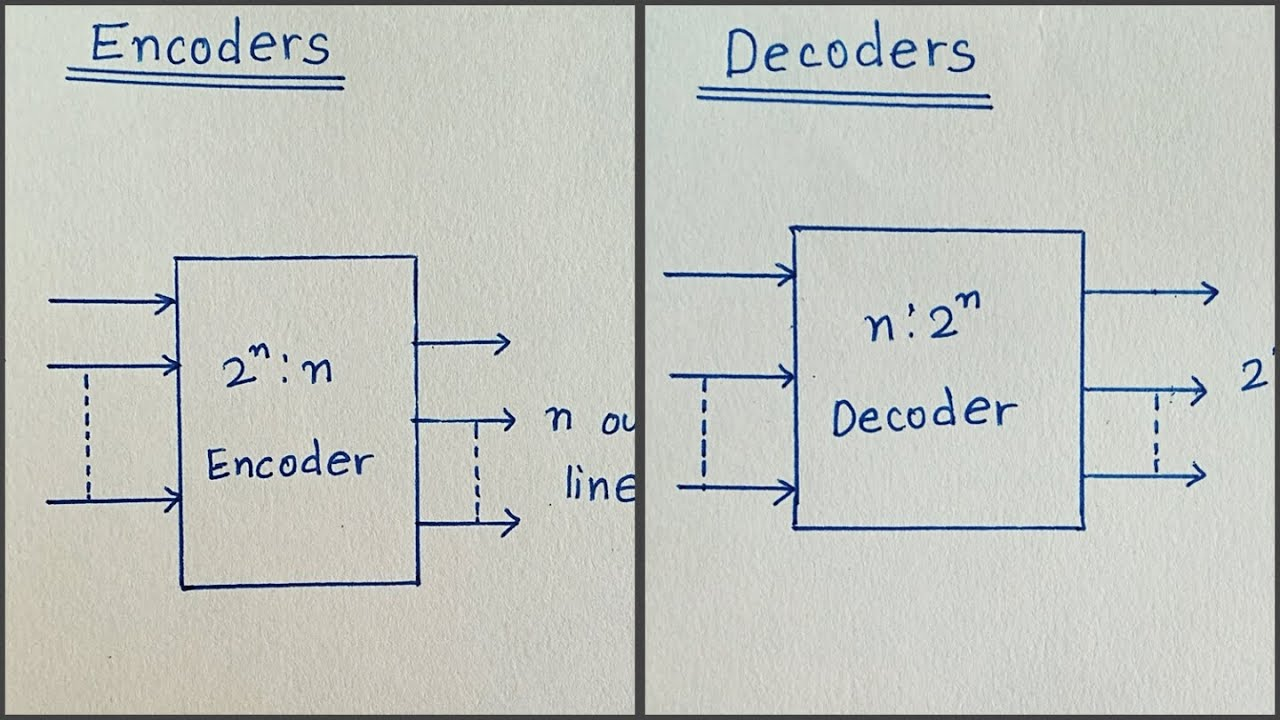 Encoders
2ⁿ:n
Encoder
n ou
line
Decoders
n:2ⁿ
Decoder
2